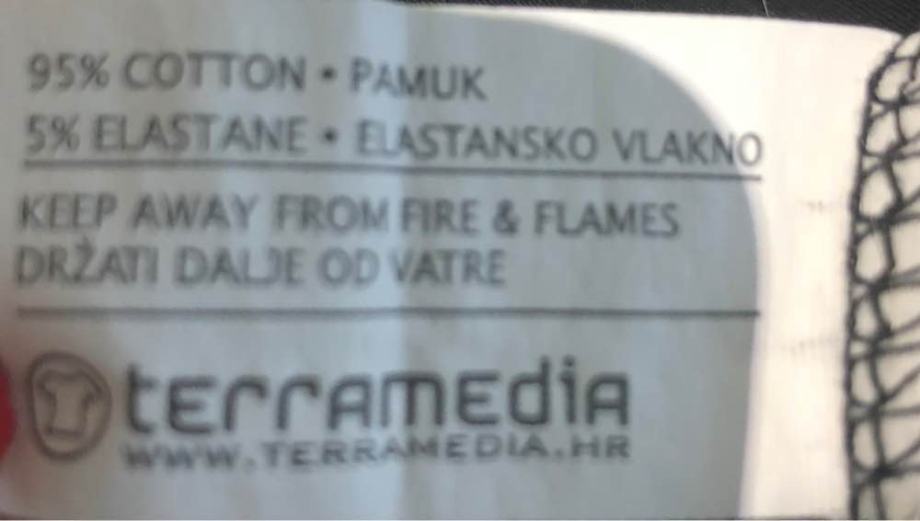 95% COTTON • PAMUK
5% ELASTANE • ELASTANSKO VLAKNO
KEEP AWAY FROM FIRE & FLAMES
DRŽATI DALJE OD VATRE
terramedia
WWW.TERRAMEDIA.HR